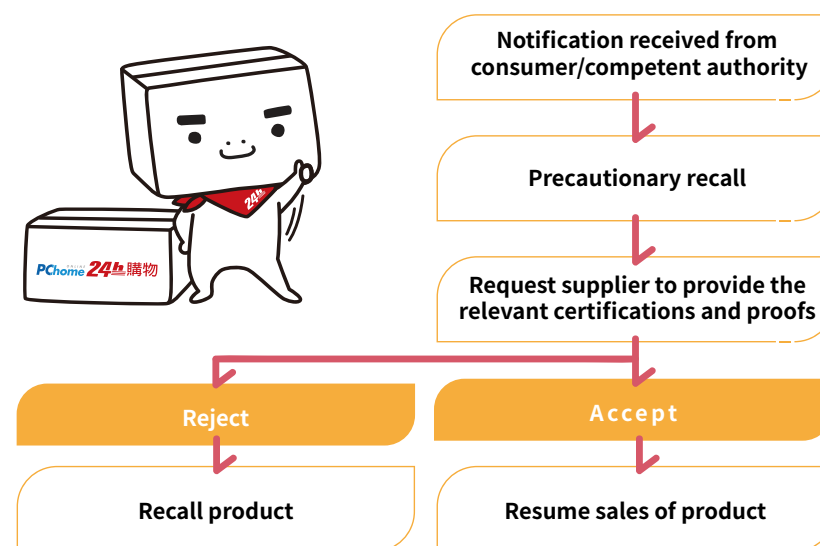 Notification received from
consumer/competent authority
Precautionary recall
Request supplier to provide the
relevant certifications and proofs
24h
PChome 24h 購物
Reject
Accept
Recall product
Resume sales of product